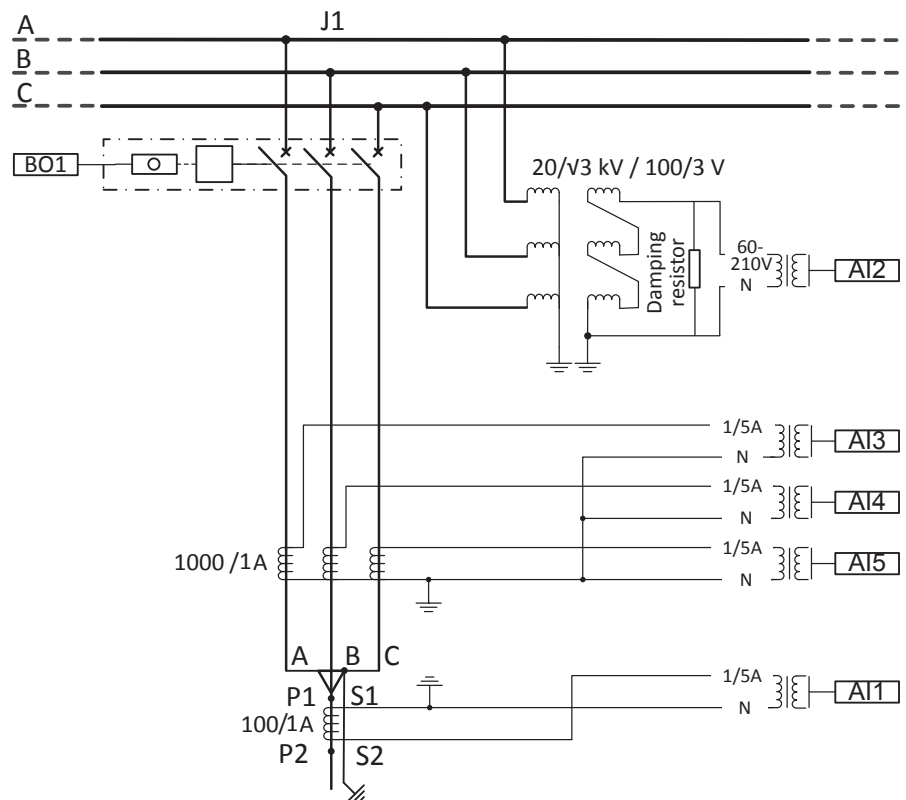 J1
A
B
C
BO1
20/√3 kV / 100/3 V
Damping
resistor
60-
210V
N
AI2
1/5A
N
AI3
1/5A
N
AI4
1000 /1A
1/5A
N
AI5
A B C
P1 S1
1/5A
N
AI1
100/1A
P2 S2